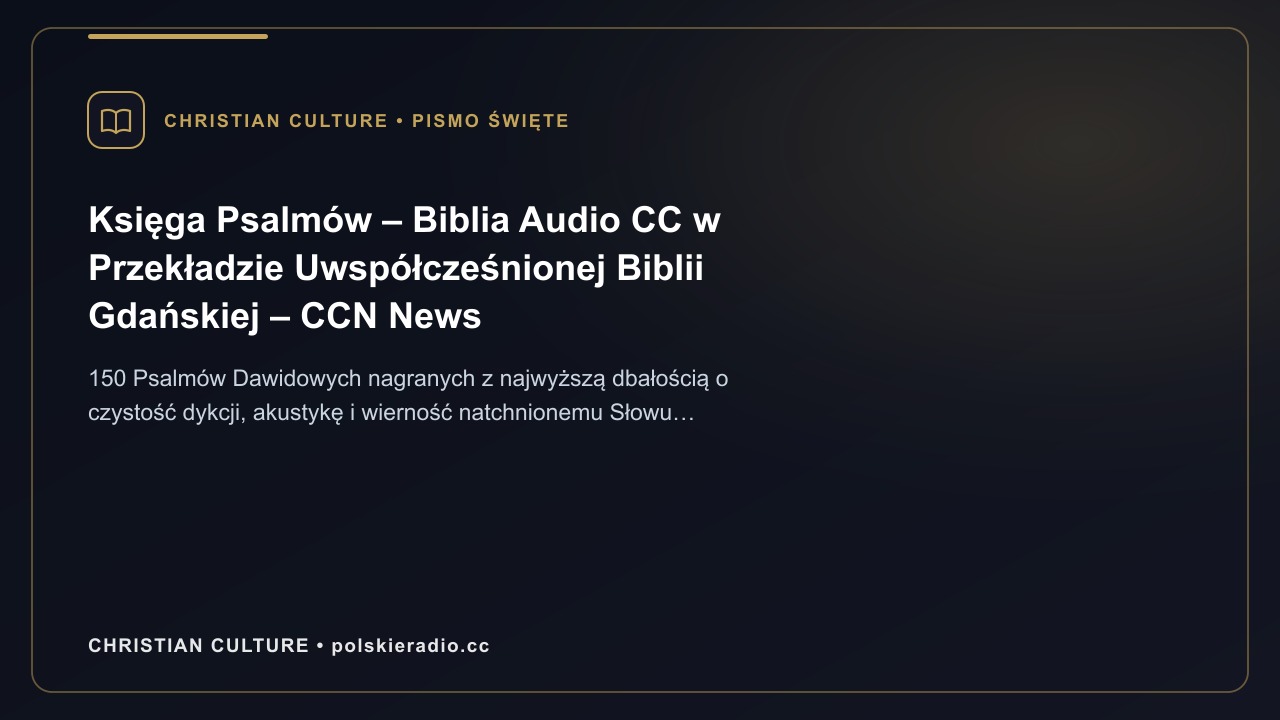 CHRISTIAN CULTURE • PISMO ŚWIĘTE
Księga Psalmów – Biblia Audio CC w
Przekładzie Uwspółcześnionej Biblii
Gdańskiej – CCN News
150 Psalmów Dawidowych nagranych z najwyższą dbałością o
czystość dykcji, akustykę i wierność natchnionemu Słowu…
CHRISTIAN CULTURE • polskieradio.cc